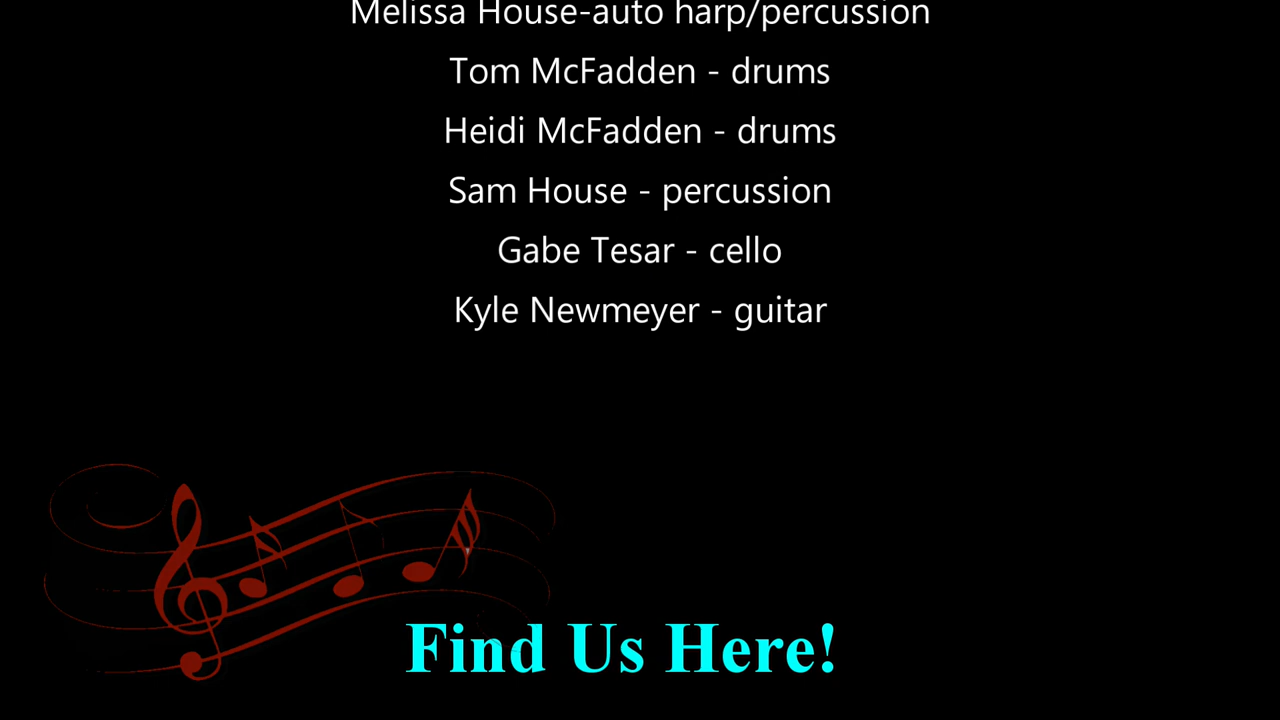 Melissa House-auto harp/percussion
Tom McFadden - drums
Heidi McFadden - drums
Sam House - percussion
Gabe Tesar - cello
Kyle Newmeyer - guitar
Find Us Here!